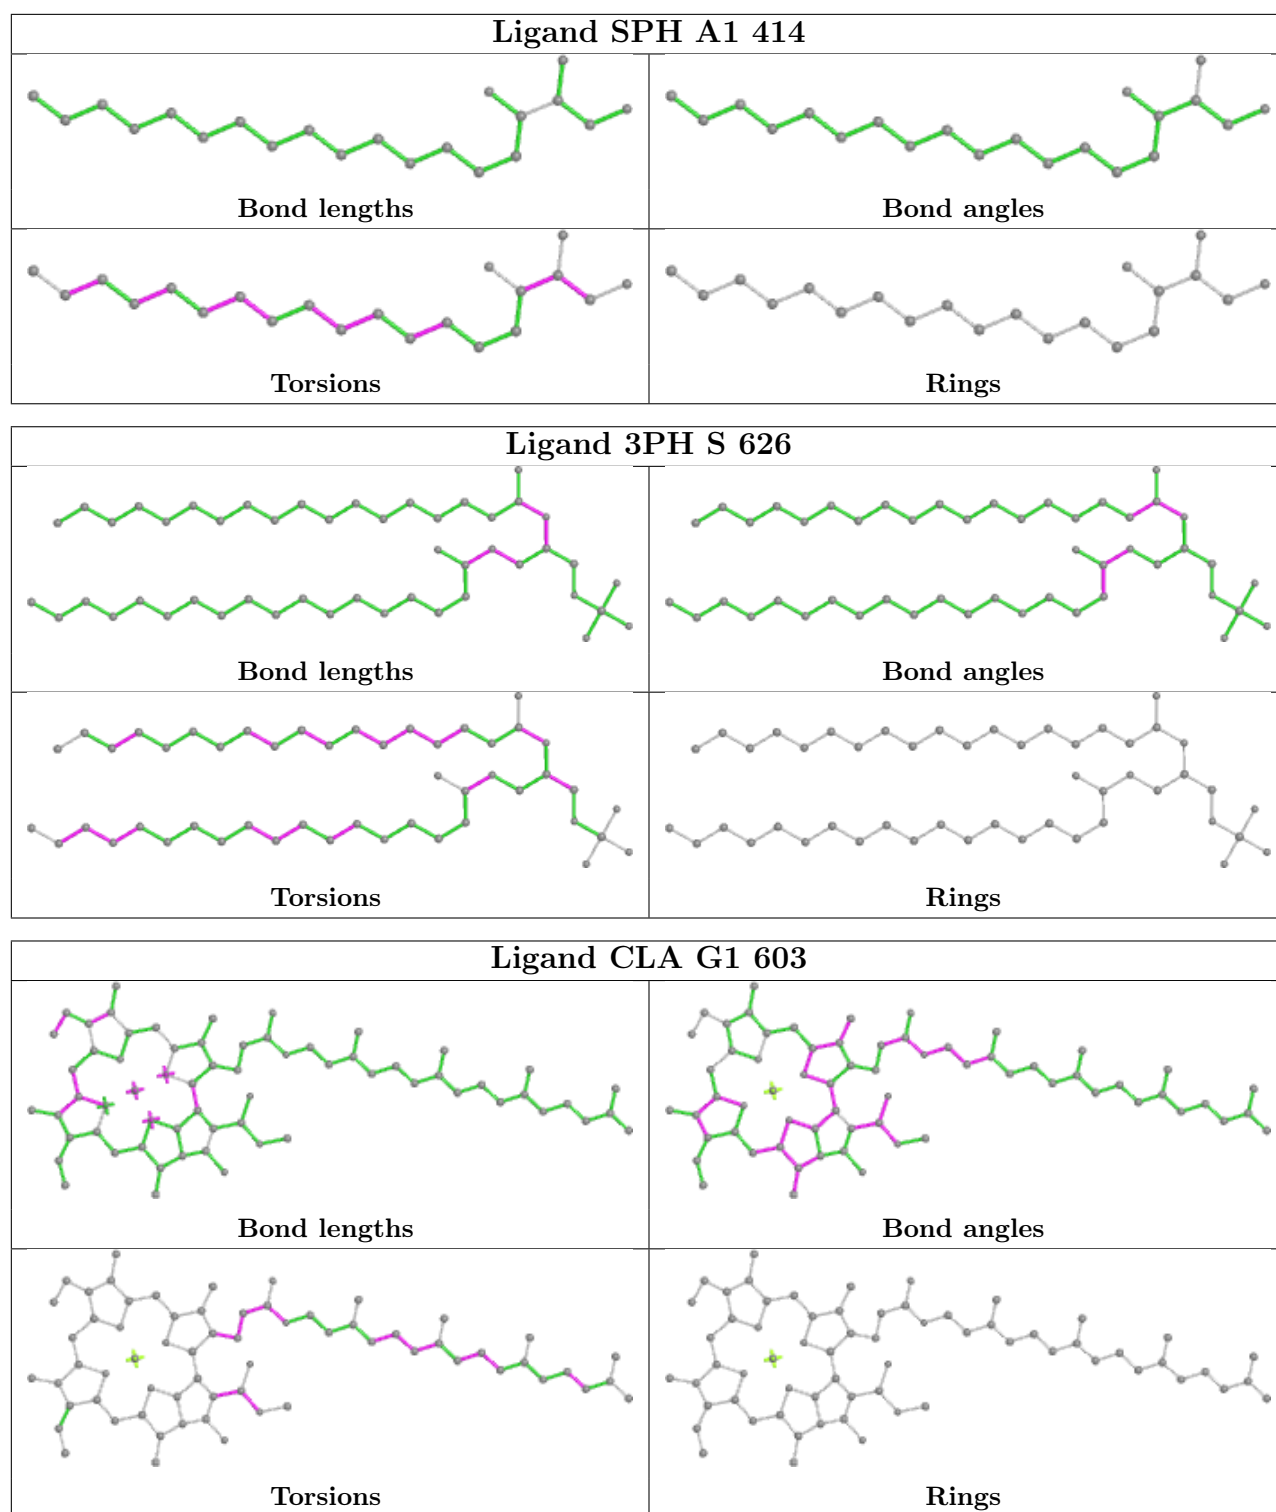 Ligand SPH A1 414
Bond lengths
Bond angles
Torsions
Rings
Ligand 3PH S 626
Bond lengths
Bond angles
Torsions
Rings
Ligand CLA G1 603
Bond lengths
Bond angles
Torsions
Rings